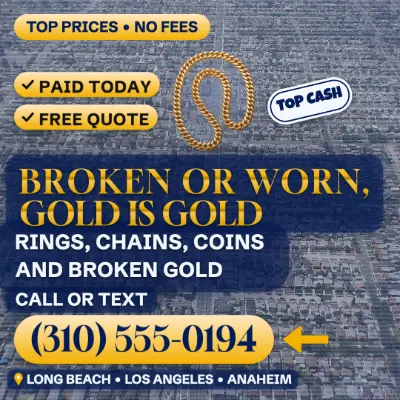 TOP PRICES • NO FEES
✓ PAID TODAY
✓ FREE QUOTE
TOP CASH
BROKEN OR WORN,
GOLD IS GOLD
RINGS, CHAINS, COINS
AND BROKEN GOLD
CALL OR TEXT
(310) 555-0194
LONG BEACH • LOS ANGELES • ANAHEIM